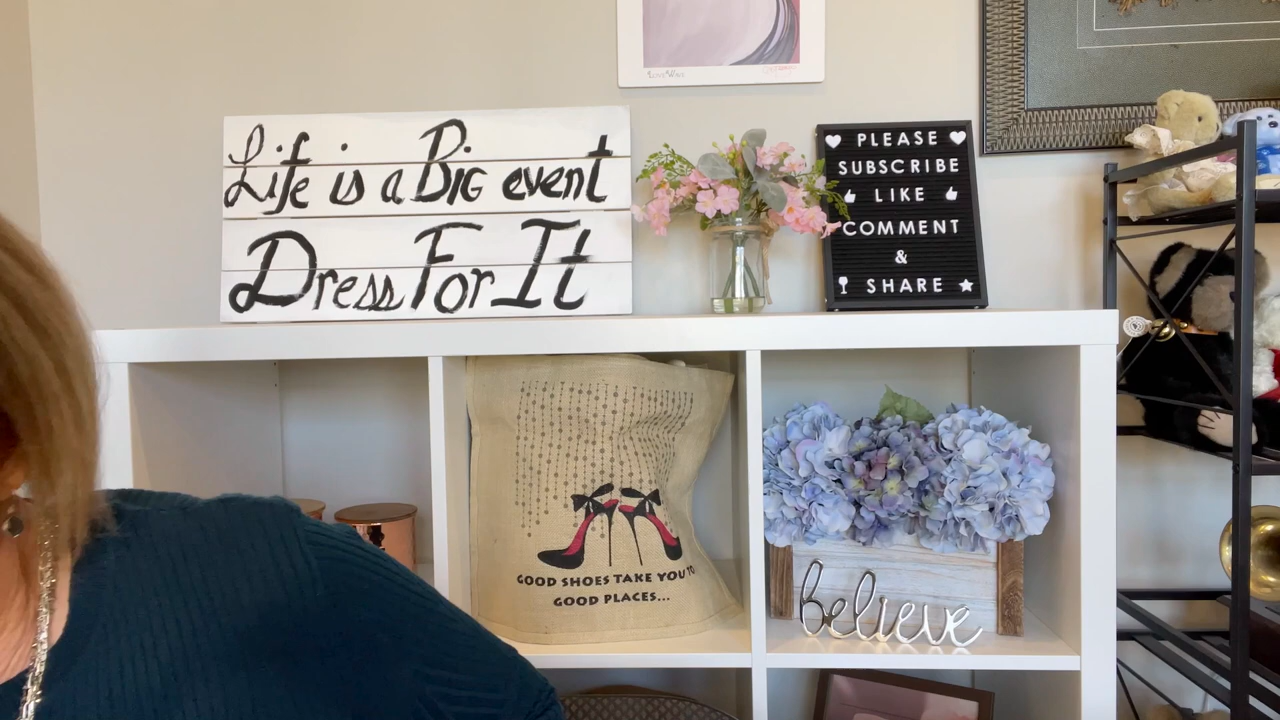 LoveWave
Life is a Big event
Dress For It
PLEASE
SUBSCRIBE
LIKE
COMMENT
&
SHARE
GOOD SHOES TAKE YOU TO
GOOD PLACES...
believe